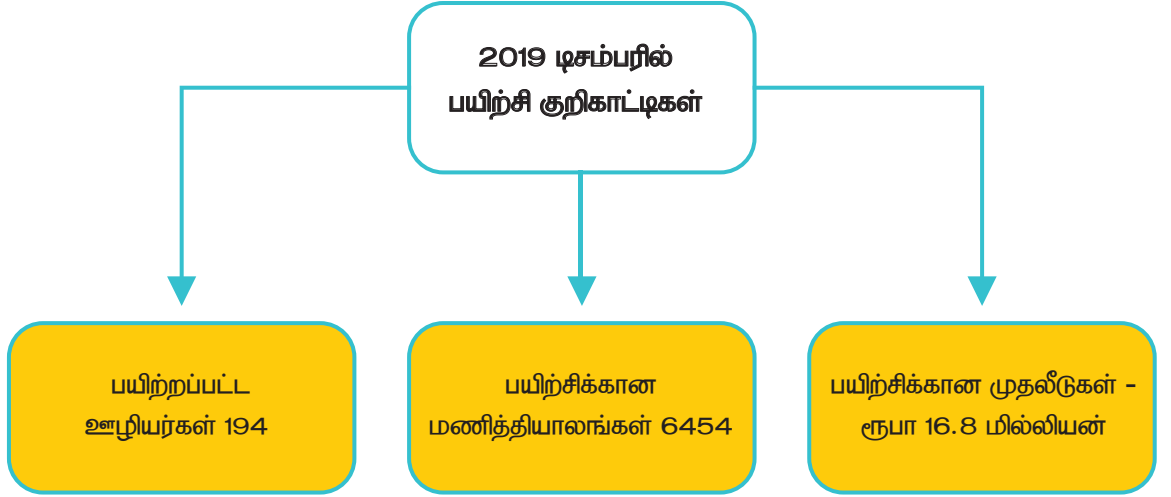 2019 டிசம்பரில்
பயிற்சி குறிகாட்டிகள்
பயிற்றப்பட்ட
ஊழியர்கள் 194
பயிற்சிக்கான
மணித்தியாலங்கள் 6454
பயிற்சிக்கான முதலீடுகள் -
ரூபா 16.8 மில்லியன்